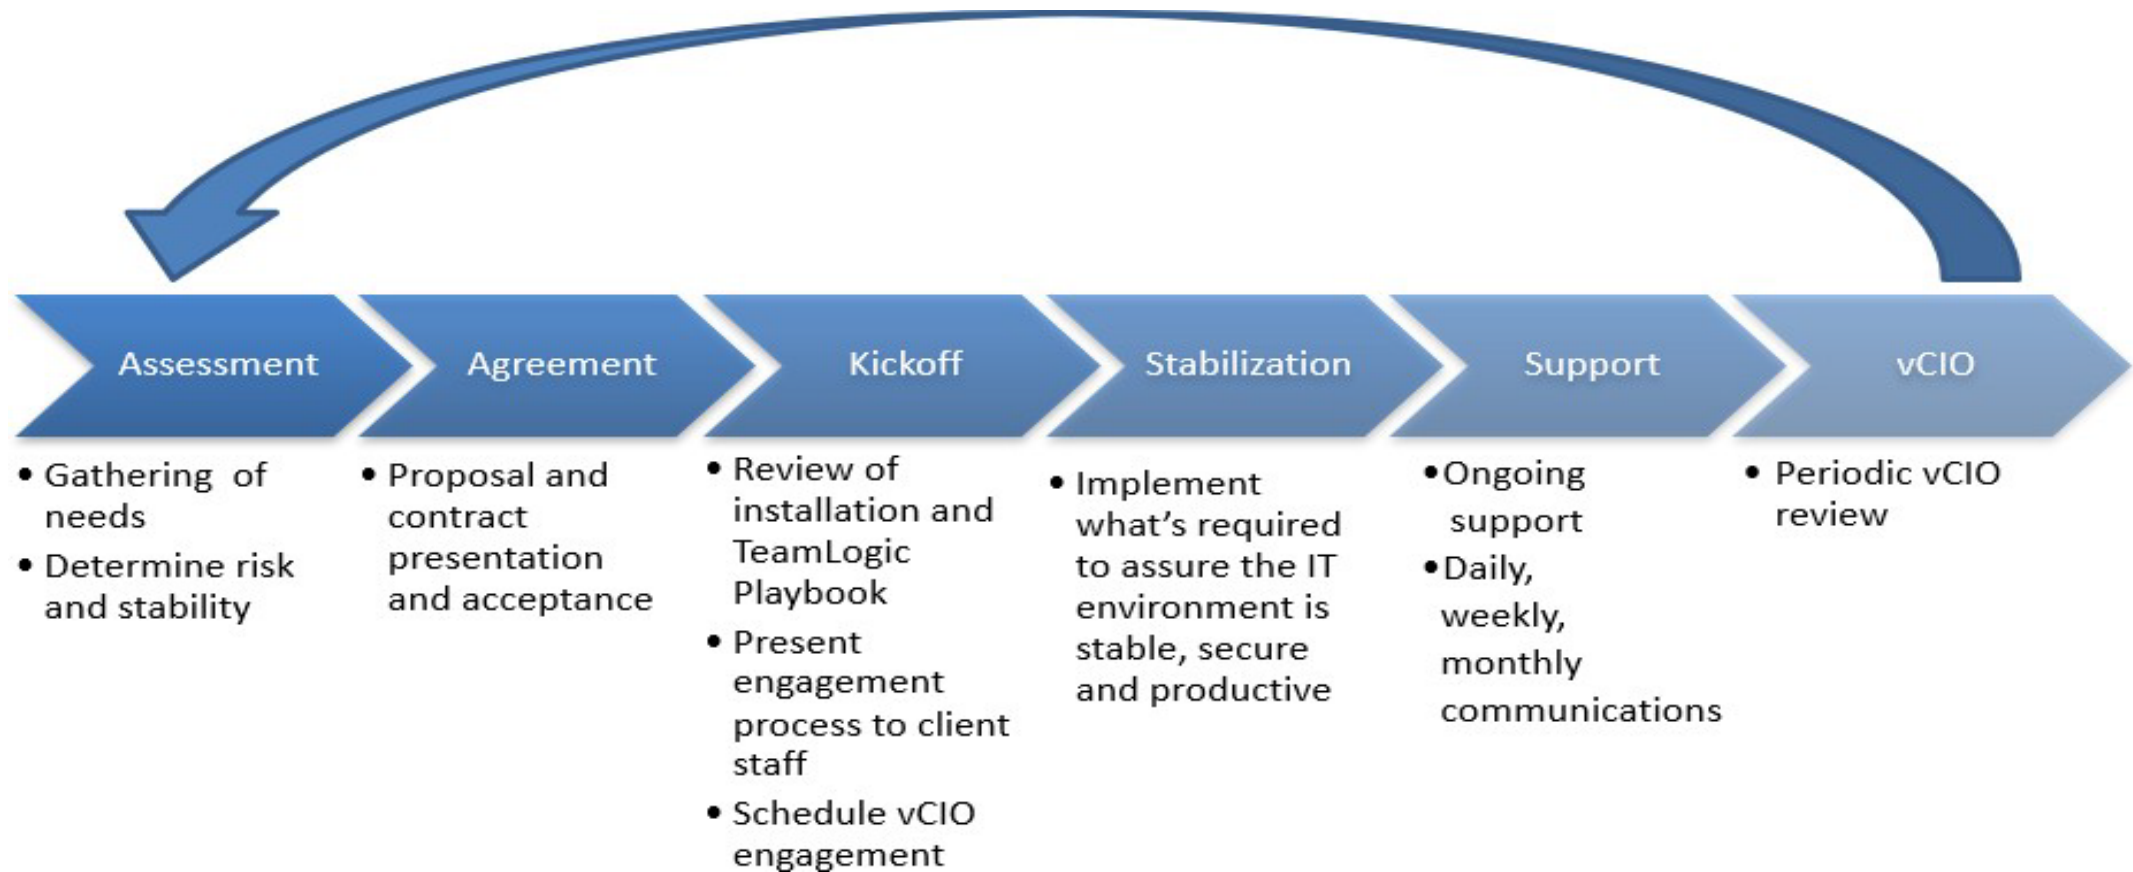 Assessment
Agreement
Kickoff
Stabilization
Support
vCIO
• Gathering of
needs
• Determine risk
and stability
• Proposal and
contract
presentation
and acceptance
• Review of
installation and
TeamLogic
Playbook
• Present
engagement
process to client
staff
• Schedule vCIO
engagement
• Implement
what's required
to assure the IT
environment is
stable, secure
and productive
•Ongoing
support
•Daily,
weekly,
monthly
communications
• Periodic vCIO
review